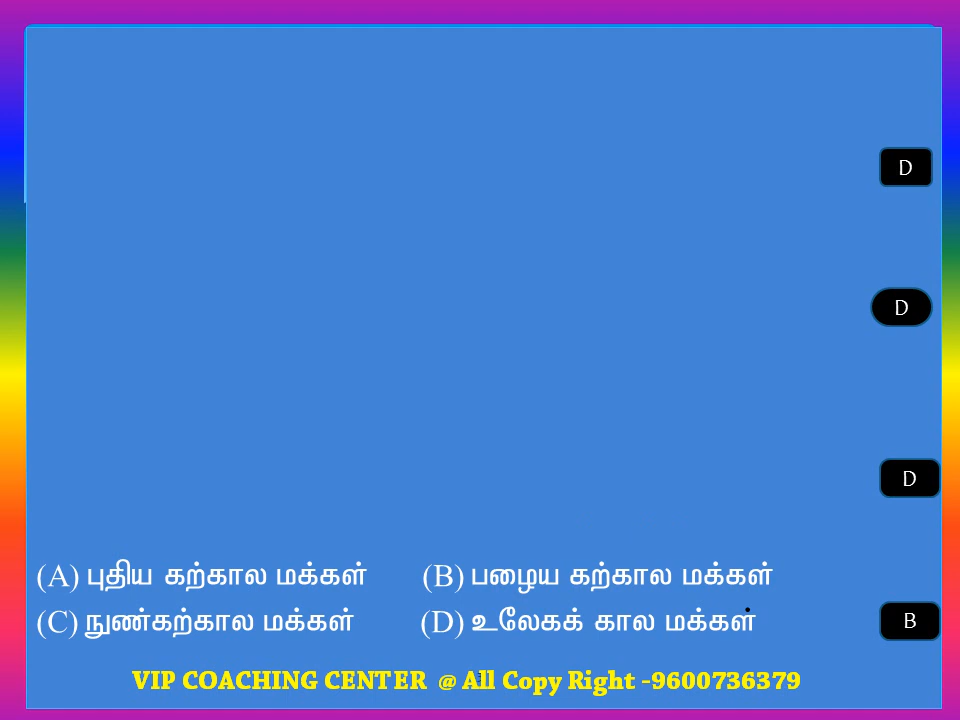 D
D
D
(A) புதிய கற்கால மக்கள் (B) பழைய கற்கால மக்கள்
(C) நுண்கற்கால மக்கள் (D) உலேகக் கால மக்கள்
B
VIP COACHING CENTER @ All Copy Right -9600736379